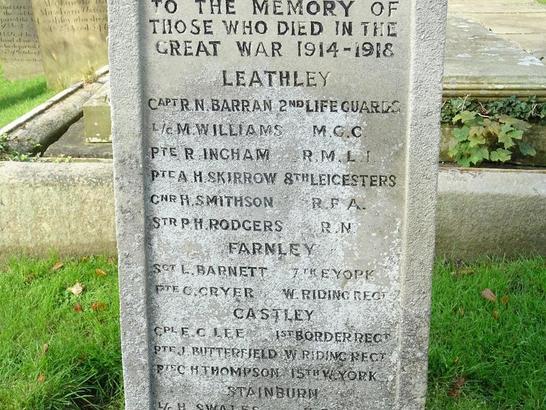 TO THE MEMORY OF
THOSE WHO DIED IN THE
GREAT WAR 1914-1918
LEATHLEY
CAPT R.N. BARRAN 2ND LIFE GUARDS
L/C M. WILLIAMS M.G.C.
PTE R. INGHAM R.M.L.I.
PTE A.H. SKIRROW 8TH LEICESTERS
GNR H. SMITHSON R.F.A.
STR P.H. RODGERS R.N.
FARNLEY
SGT L. BARNETT 7TH E YORK
PTE C. CRYER W. RIDING REGT
CASTLEY
CPL E.G. LEE 1ST BORDER REGT
PTE J. BUTTERFIELD W. RIDING REGT
PTE C.H. THOMPSON 15TH W. YORK
STAINBURN
L/C H. SWALES